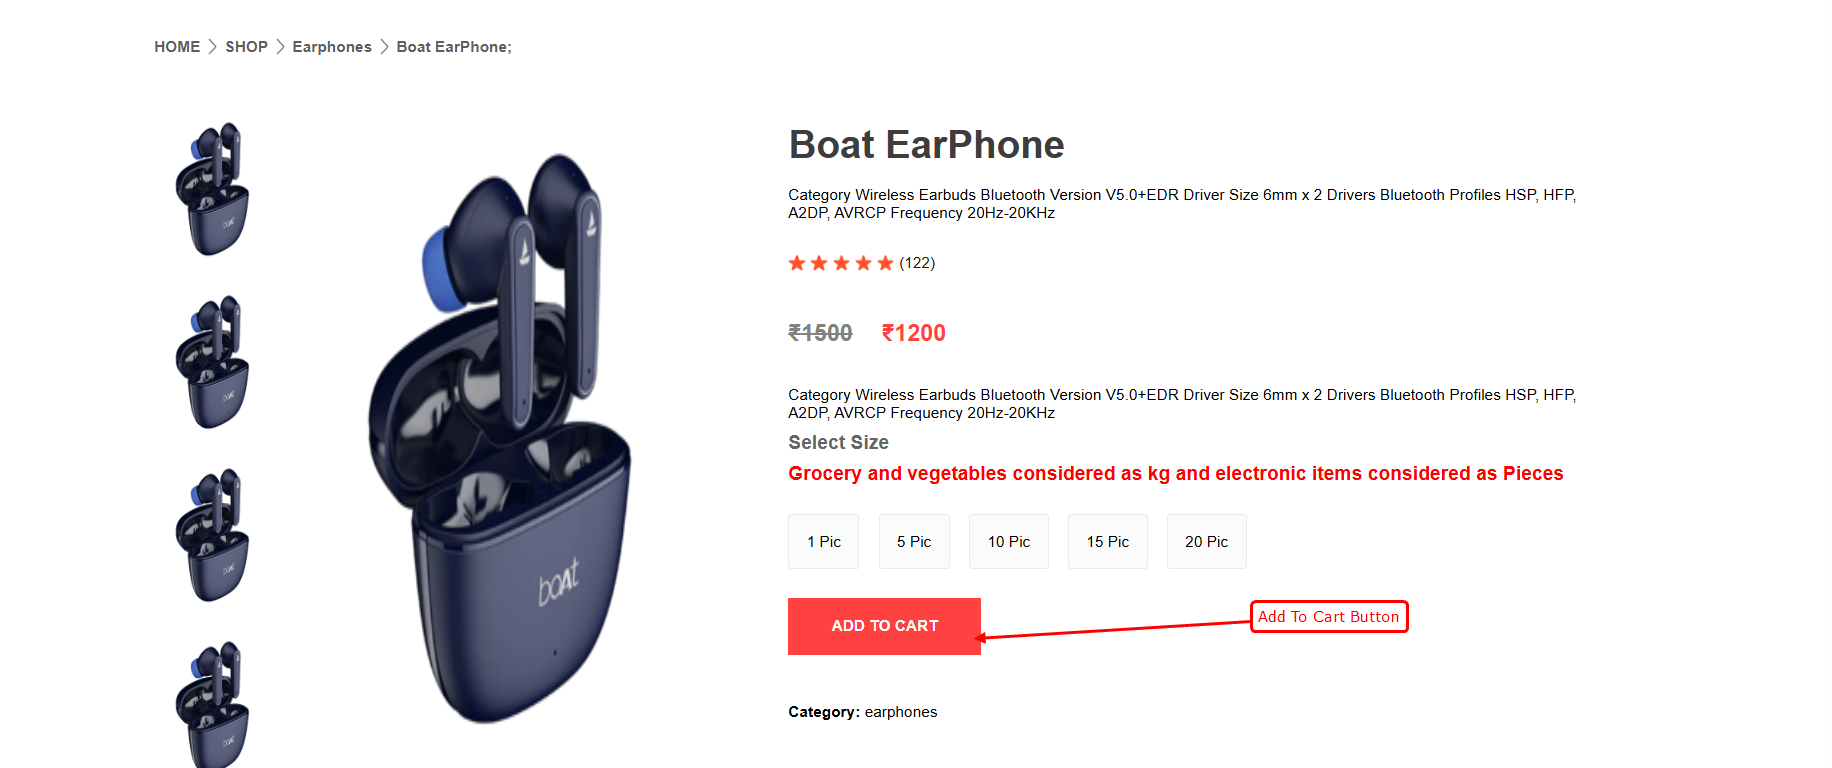 HOME > SHOP > Earphones > Boat EarPhone;
Boat EarPhone
Category Wireless Earbuds Bluetooth Version V5.0+EDR Driver Size 6mm x 2 Drivers Bluetooth Profiles HSP, HFP,
A2DP, AVRCP Frequency 20Hz-20KHz
(122)
₹1500 ₹1200
Category Wireless Earbuds Bluetooth Version V5.0+EDR Driver Size 6mm x 2 Drivers Bluetooth Profiles HSP, HFP,
A2DP, AVRCP Frequency 20Hz-20KHz
Select Size
Grocery and vegetables considered as kg and electronic items considered as Pieces
1 Pic 5 Pic 10 Pic 15 Pic 20 Pic
ADD TO CART
Add To Cart Button
Category: earphones
boAt
boAt
boAt
boAt
boAt